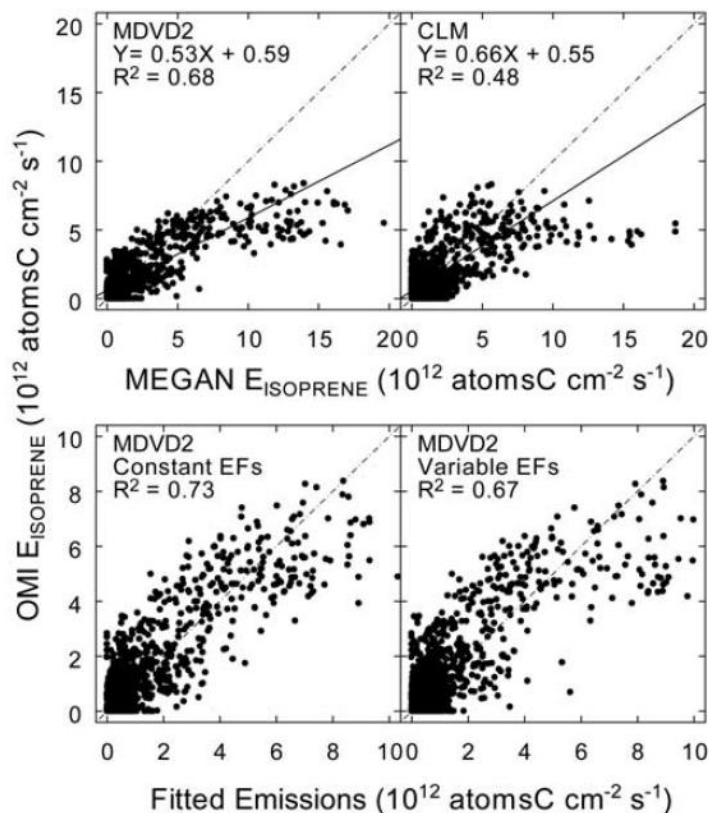 MDVD2
Y= 0.53X + 0.59
R² = 0.68
CLM
Y= 0.66X + 0.55
R² = 0.48
20
15
10
5
0
0 5 10 15 20 0 5 10 15 20
MEGAN E_ISOPRENE (10¹² atomsC cm⁻² s⁻¹)
OMI E_ISOPRENE (10¹² atomsC cm⁻² s⁻¹)
MDVD2
Constant EFs
R² = 0.73
MDVD2
Variable EFs
R² = 0.67
10
8
6
4
2
0
0 2 4 6 8 10 0 2 4 6 8 10
Fitted Emissions (10¹² atomsC cm⁻² s⁻¹)